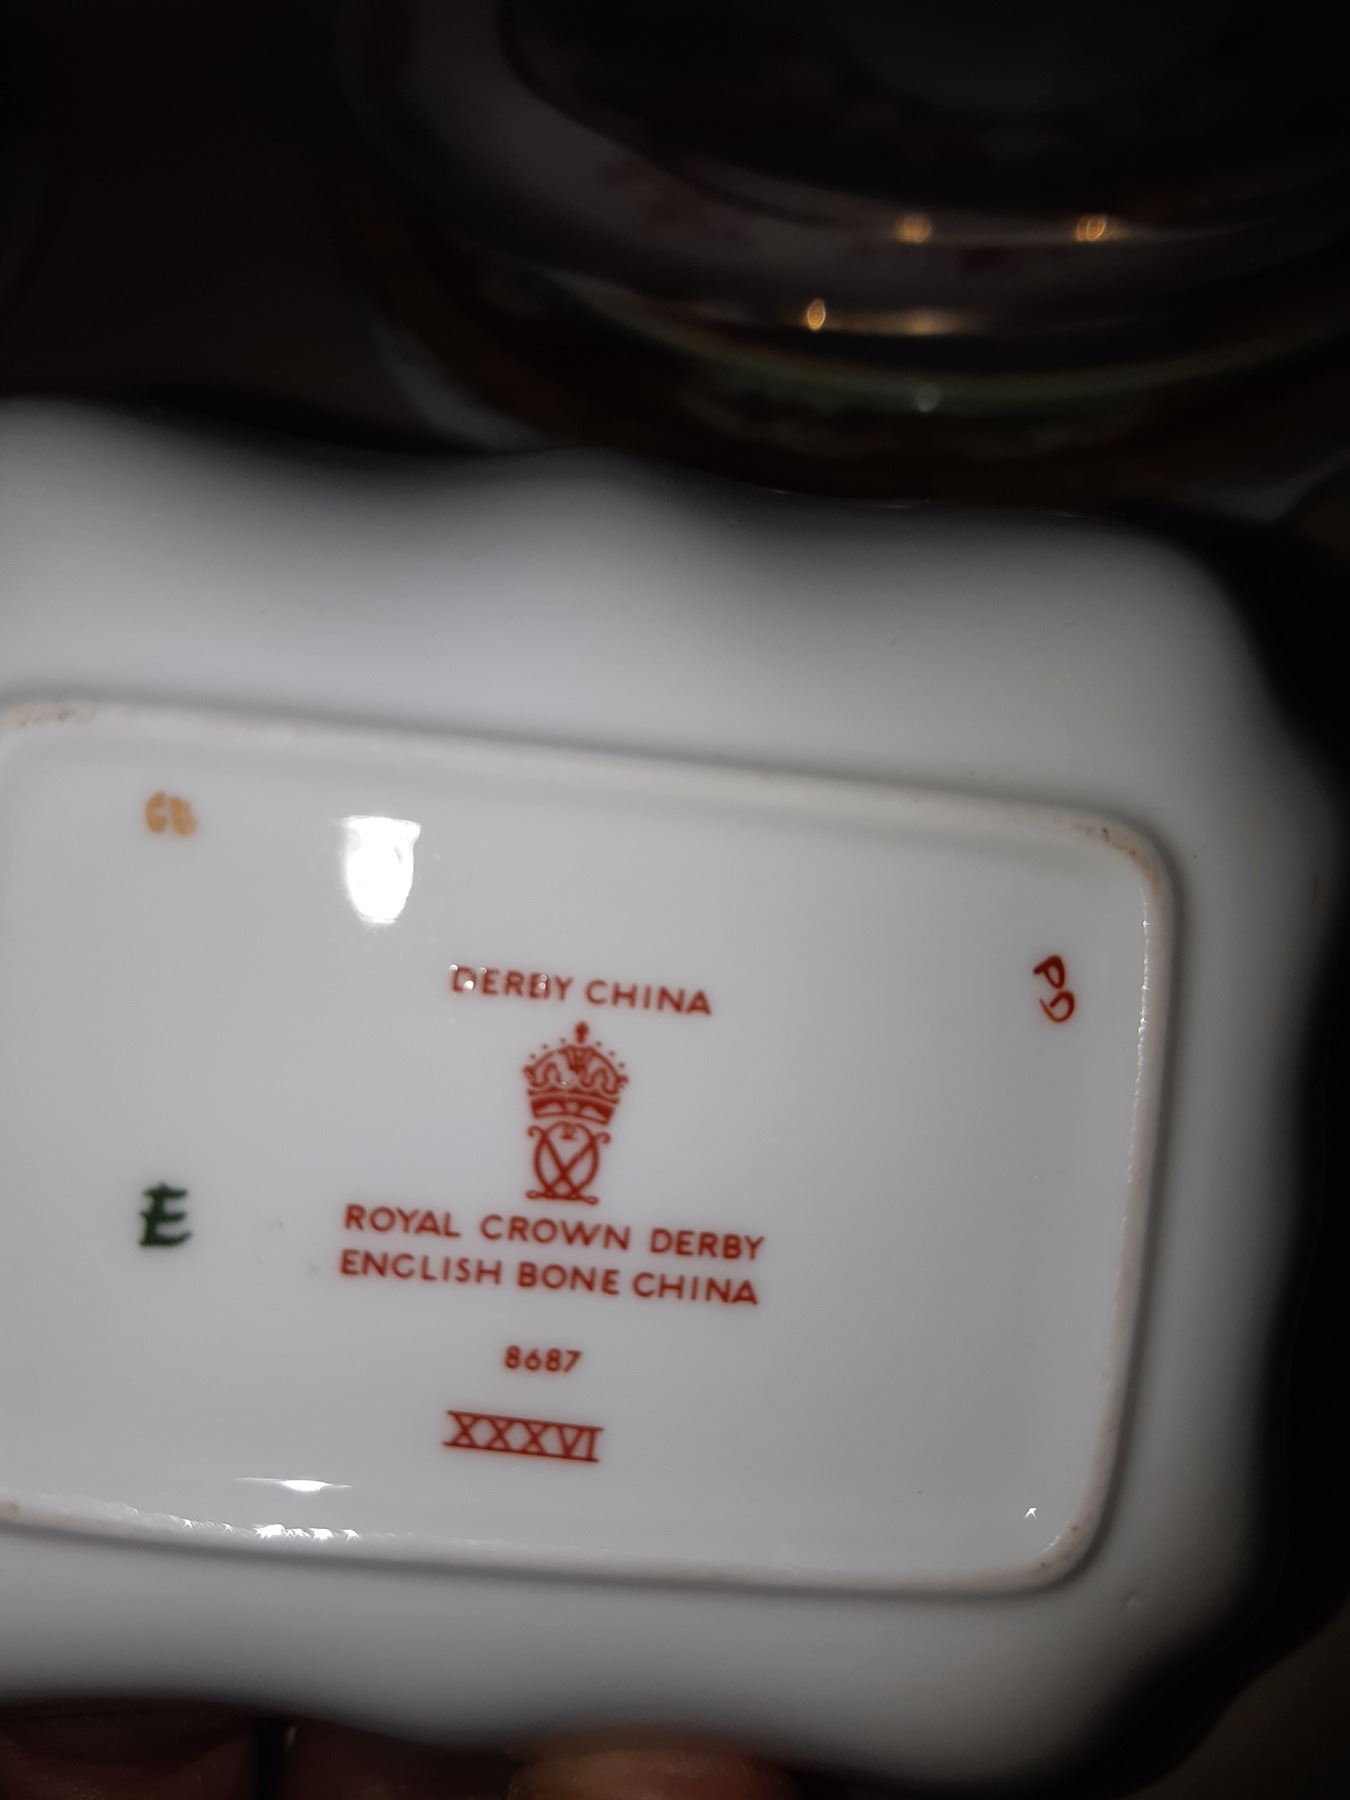 GB
DERBY CHINA
PD
E
ROYAL CROWN DERBY
ENGLISH BONE CHINA
8687
XXXVI